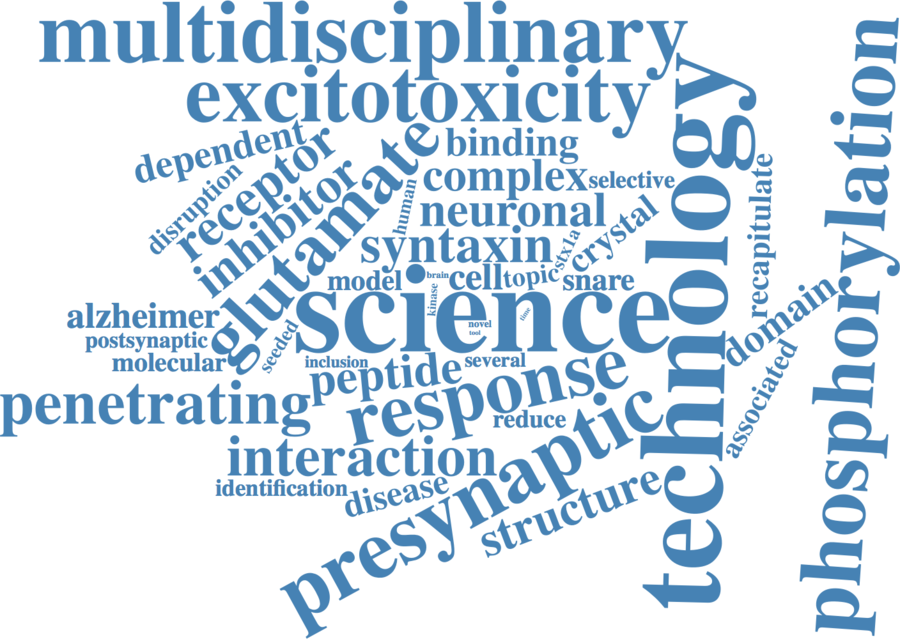 multidisciplinary
excitotoxicity
technology
phosphorylation
dependent
disruption
receptor
inhibitor
glutamate
human
binding
complex
selective
neuronal
syntaxin
stx1a
crystal
recapitulate
model
brain
cell
topic
snare
kinase
science
novel
tool
time
domain
associated
alzheimer
postsynaptic
molecular
seeded
inclusion
peptide
several
penetrating
response
reduce
interaction
presynaptic
identification
disease
structure